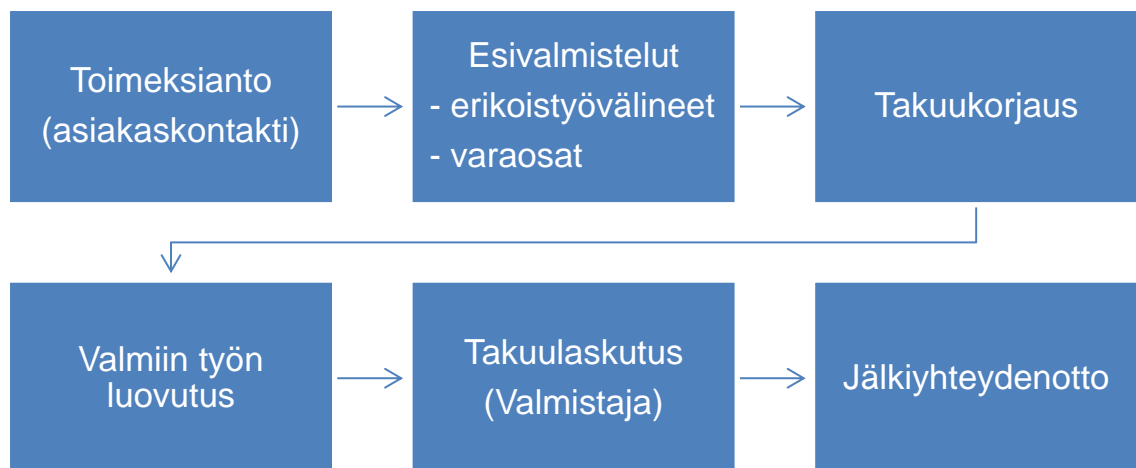 Toimeksianto
(asiakaskontakti)
Esivalmistelut
- erikoistyövälineet
- varaosat
Takuukorjaus
Valmiin työn
luovutus
Takuulaskutus
(Valmistaja)
Jälkiyhteydenotto